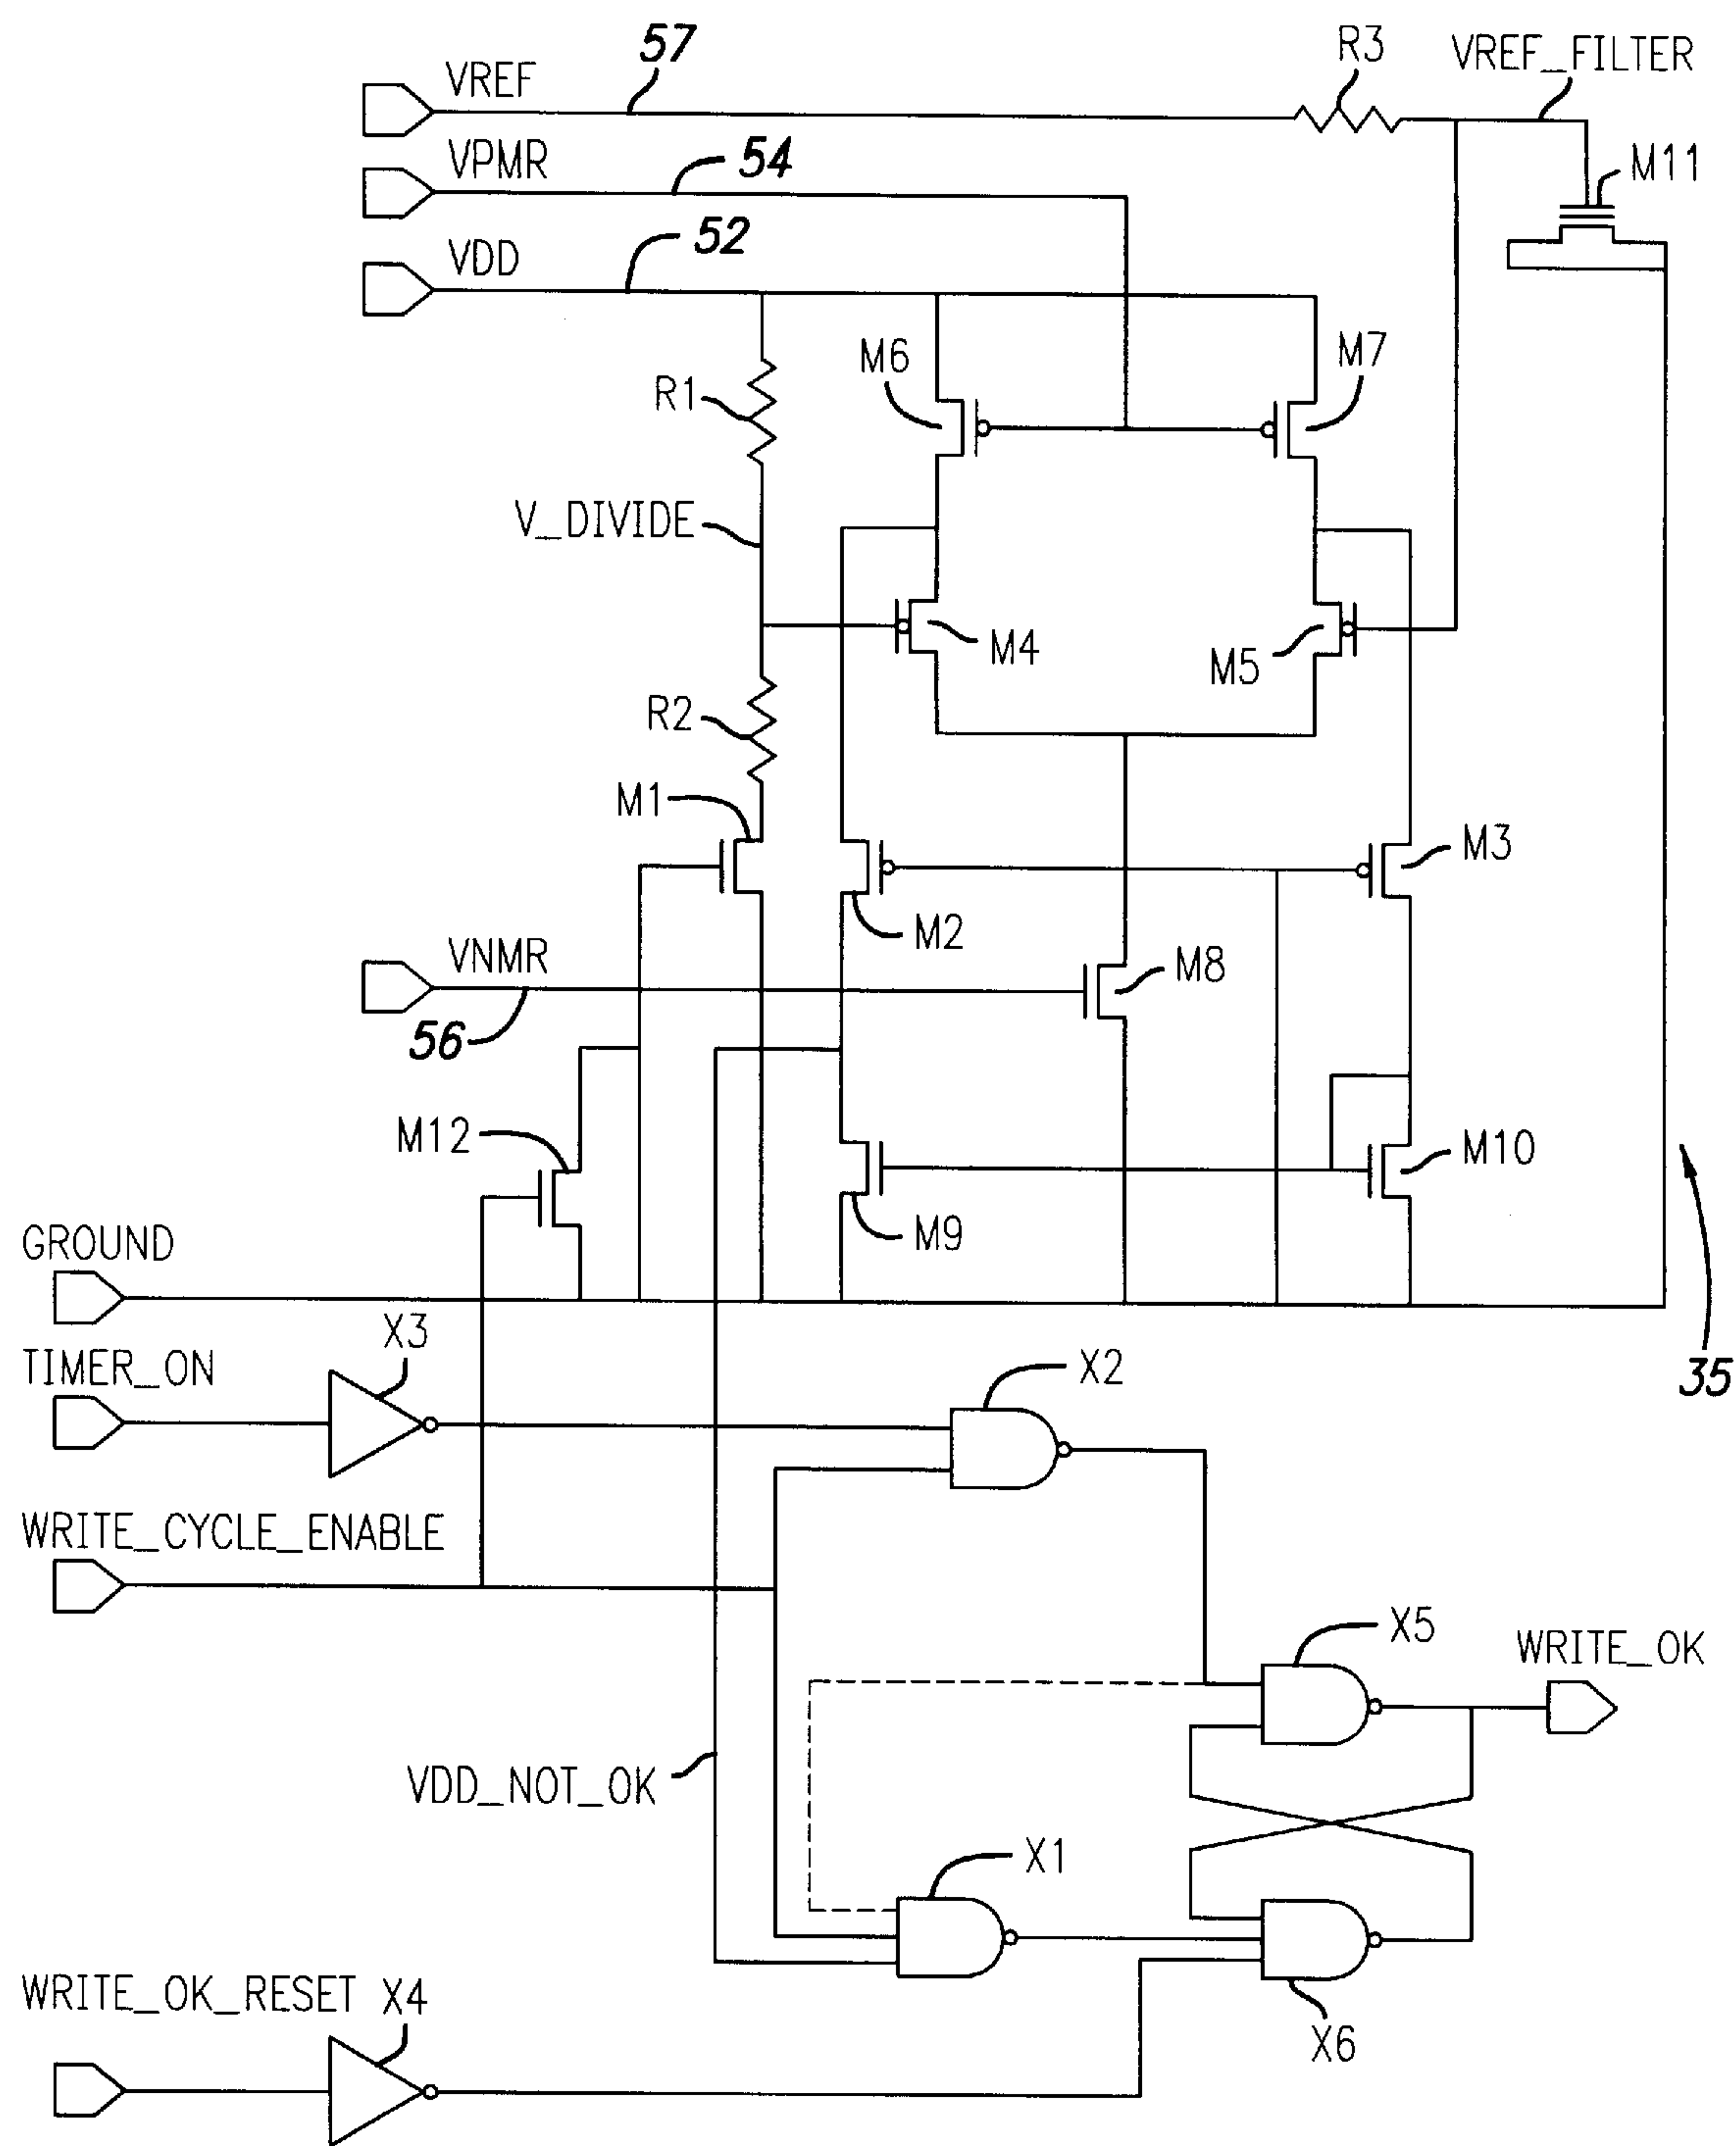 57
R3
VREF_FILTER
VREF
VPMR
54
M11
VDD
52
M6
M7
R1
V_DIVIDE
M4
M5
R2
M1
M3
M2
VNMR
M8
56
M12
M10
M9
GROUND
X3
35
TIMER_ON
X2
WRITE_CYCLE_ENABLE
X5
WRITE_OK
VDD_NOT_OK
X1
WRITE_OK_RESET X4
X6